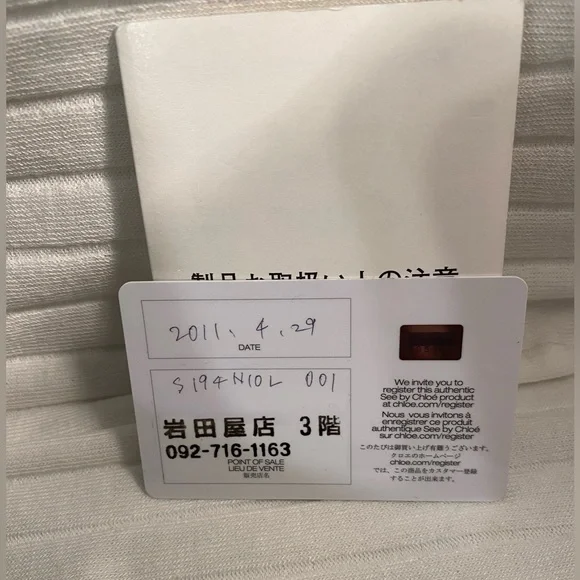 製品お取扱い上の注意
2011. 4. 29
DATE
S194N10L 001
岩田屋店 3階
092-716-1163
POINT OF SALE
LIEU DE VENTE
販売店名
We invite you to
register this authentic
See by Chloé product
at chloe.com/register
Nous vous invitons à
enregistrer ce produit
authentique See by Chloé
sur chloe.com/register
このたびは御買い上げ有難うございます。
クロエのホームページ
chloe.com/register
では、この商品をカスタマー登録
することが出来ます。